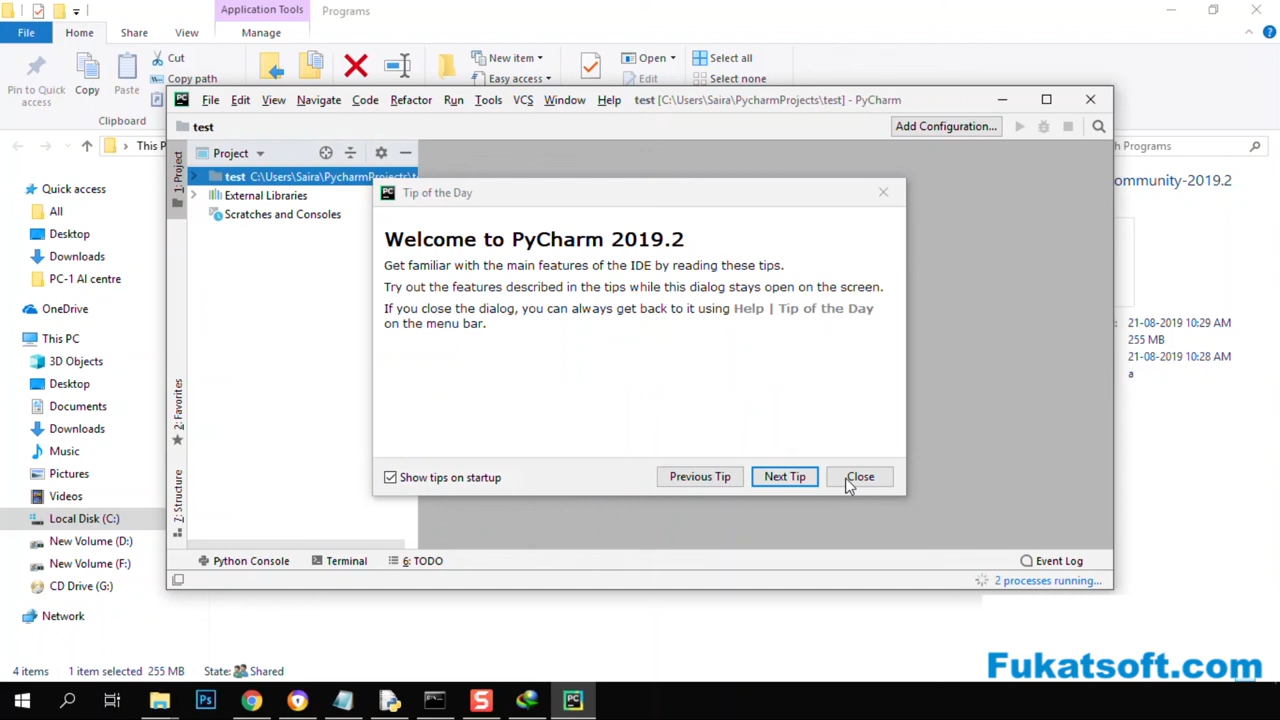 Application Tools
Programs
File
Home
Share
View
Manage
Pin to Quick access
Copy
Paste
Cut
Copy path
Clipboard
New item
Easy access
Open
Edit
Select all
Select none
This P
Programs
PC
File
Edit
View
Navigate
Code
Refactor
Run
Tools
VCS
Window
Help
test [C:\Users\Saira\PycharmProjects\test] - PyCharm
test
Add Configuration...
1: Project
Project
test C:\Users\Saira\PycharmProjects\t
External Libraries
Scratches and Consoles
PC
Tip of the Day
Welcome to PyCharm 2019.2
Get familiar with the main features of the IDE by reading these tips.
Try out the features described in the tips while this dialog stays open on the screen.
If you close the dialog, you can always get back to it using Help | Tip of the Day
on the menu bar.
Show tips on startup
Previous Tip
Next Tip
Close
2: Favorites
7: Structure
Python Console
Terminal
6: TODO
Event Log
2 processes running...
Quick access
All
Desktop
Downloads
PC-1 AI centre
OneDrive
This PC
3D Objects
Desktop
Documents
Downloads
Music
Pictures
Videos
Local Disk (C:)
New Volume (D:)
New Volume (F:)
CD Drive (G:)
Network
ommunity-2019.2
21-08-2019 10:29 AM
255 MB
21-08-2019 10:28 AM
a
4 items
1 item selected 255 MB
State:
Shared
Fukatsoft.com
Ps
S
PC